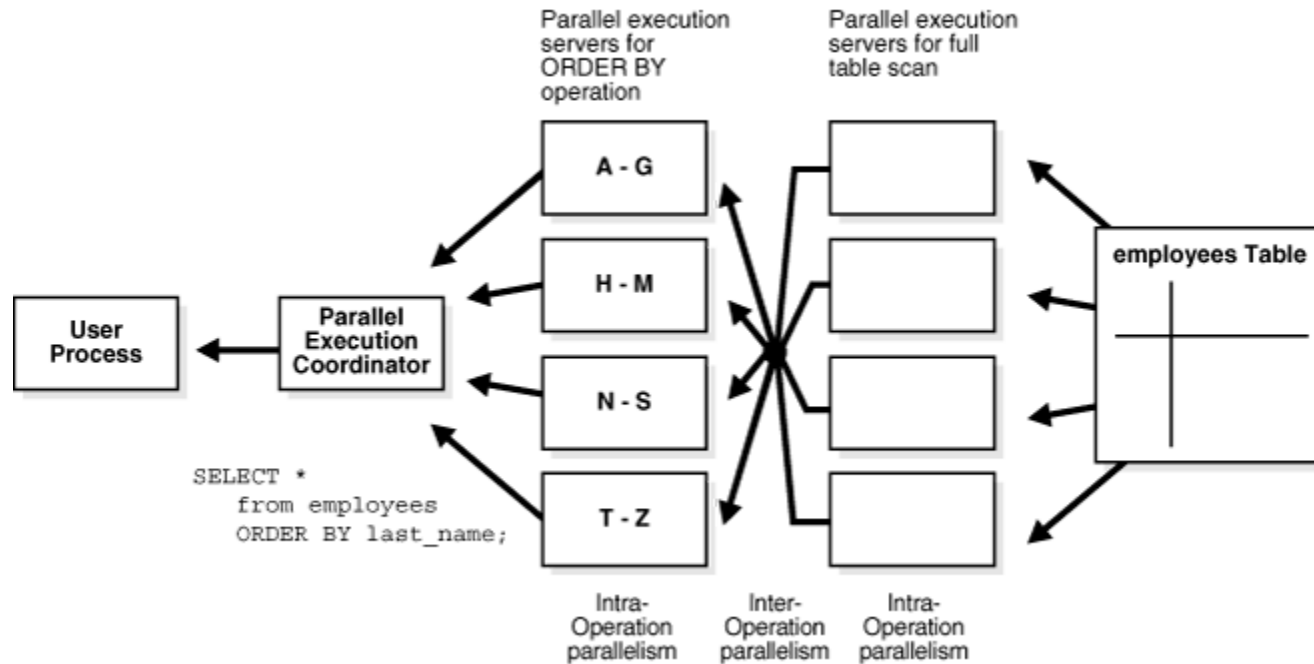 Parallel execution
servers for
ORDER BY
operation
Parallel execution
servers for full
table scan
A - G
H - M
N - S
T - Z
employees Table
User
Process
Parallel
Execution
Coordinator
SELECT *
from employees
ORDER BY last_name;
Intra-
Operation
parallelism
Inter-
Operation
parallelism
Intra-
Operation
parallelism